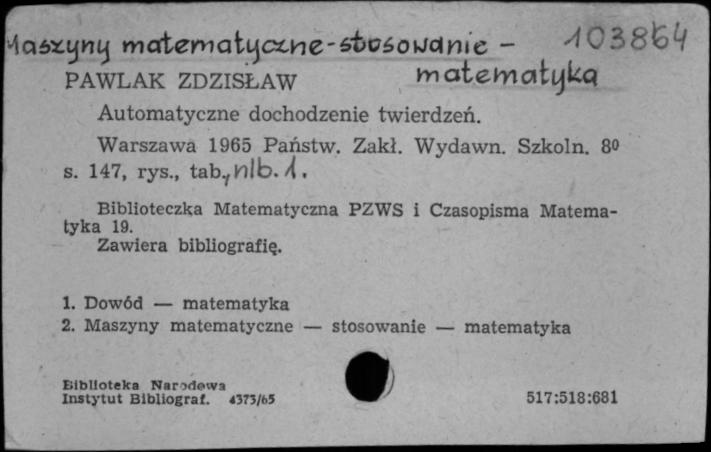 Maszyny matematyczne-stosowanie - 103864
matematyka
PAWLAK ZDZISŁAW
Automatyczne dochodzenie twierdzeń.
Warszawa 1965 Państw. Zakł. Wydawn. Szkoln. 8º
s. 147, rys., tab., nlb. 1.
Biblioteczka Matematyczna PZWS i Czasopisma Matema-
tyka 19.
Zawiera bibliografię.
1. Dowód — matematyka
2. Maszyny matematyczne — stosowanie — matematyka
Biblioteka Narodowa
Instytut Bibliograf. 4373/65
517:518:681